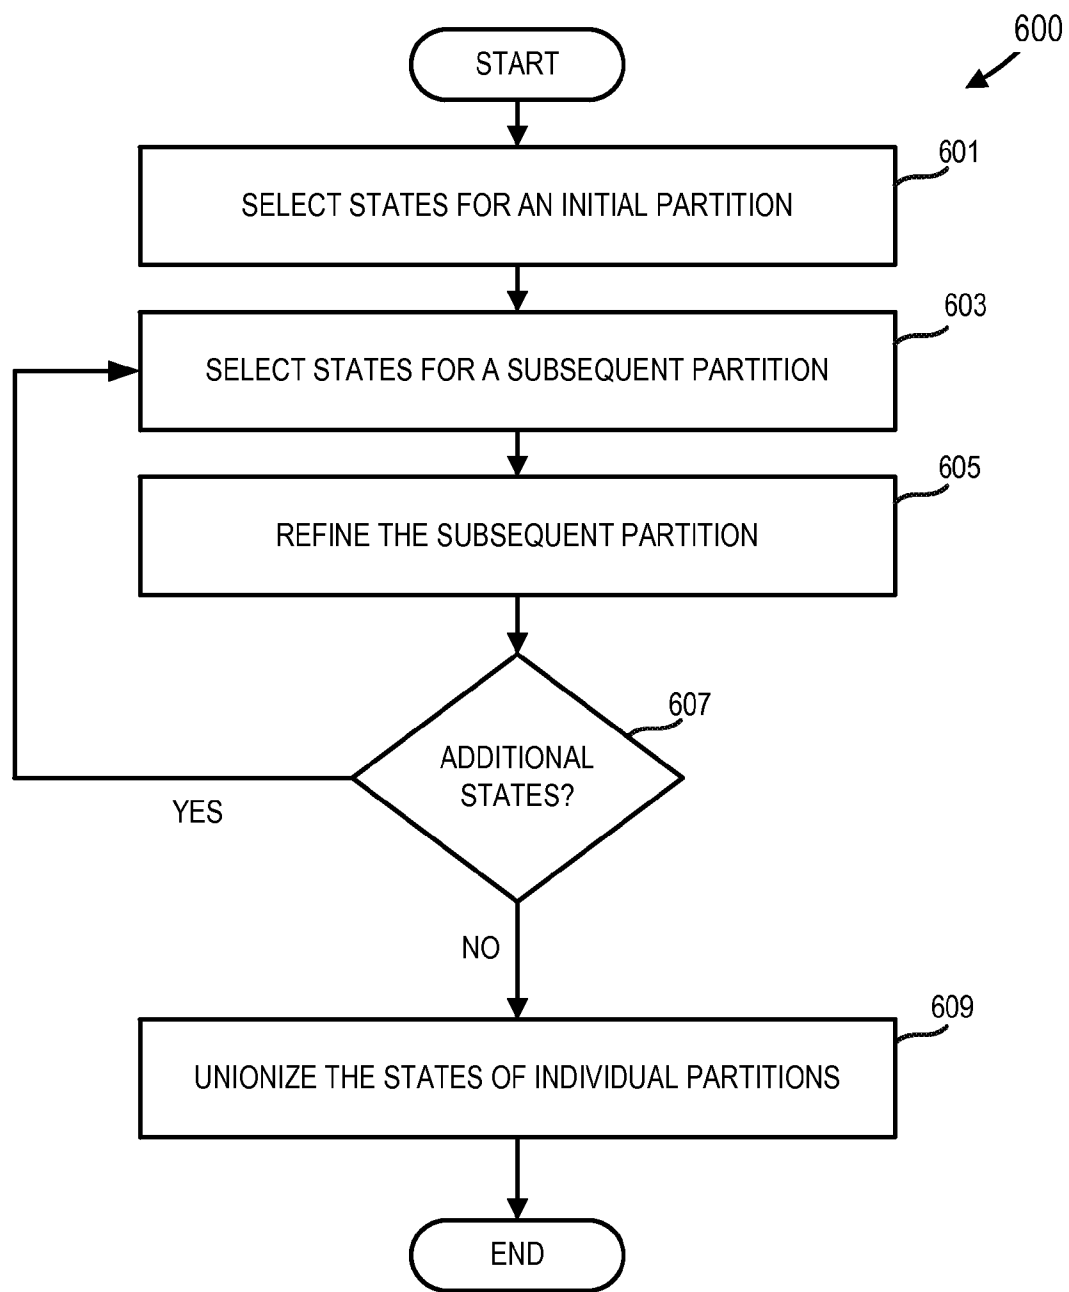 600
START
601
SELECT STATES FOR AN INITIAL PARTITION
603
SELECT STATES FOR A SUBSEQUENT PARTITION
605
REFINE THE SUBSEQUENT PARTITION
607
ADDITIONAL
STATES?
YES
NO
609
UNIONIZE THE STATES OF INDIVIDUAL PARTITIONS
END